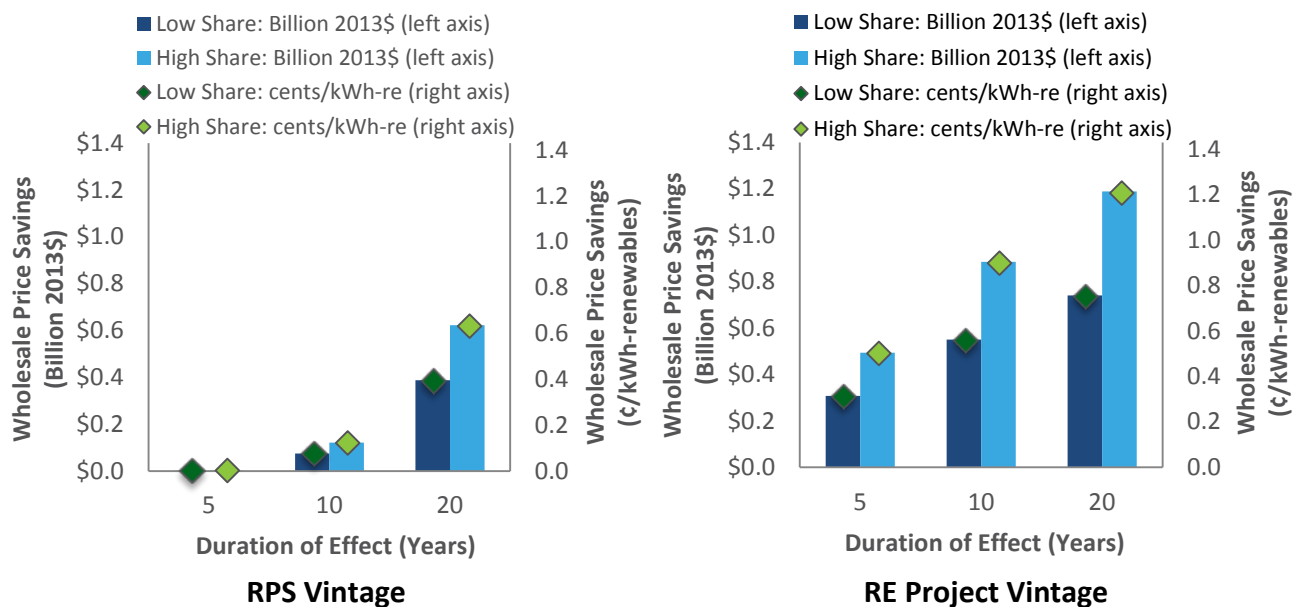 Low Share: Billion 2013$ (left axis)
High Share: Billion 2013$ (left axis)
Low Share: cents/kWh-re (right axis)
High Share: cents/kWh-re (right axis)
$1.4
$1.2
$1.0
$0.8
$0.6
$0.4
$0.2
$0.0
Wholesale Price Savings
(Billion 2013$)
1.4
1.2
1.0
0.8
0.6
0.4
0.2
0.0
Wholesale Price Savings
(¢/kWh-renewables)
5 10 20
Duration of Effect (Years)
RPS Vintage
Low Share: Billion 2013$ (left axis)
High Share: Billion 2013$ (left axis)
Low Share: cents/kWh-re (right axis)
High Share: cents/kWh-re (right axis)
$1.4
$1.2
$1.0
$0.8
$0.6
$0.4
$0.2
$0.0
Wholesale Price Savings
(Billion 2013$)
1.4
1.2
1.0
0.8
0.6
0.4
0.2
0.0
Wholesale Price Savings
(¢/kWh-renewables)
5 10 20
Duration of Effect (Years)
RE Project Vintage